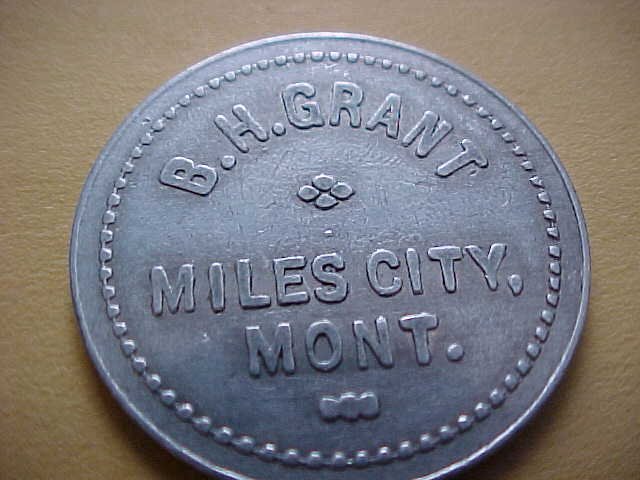 B.H.GRANT
MILES CITY,
MONT.